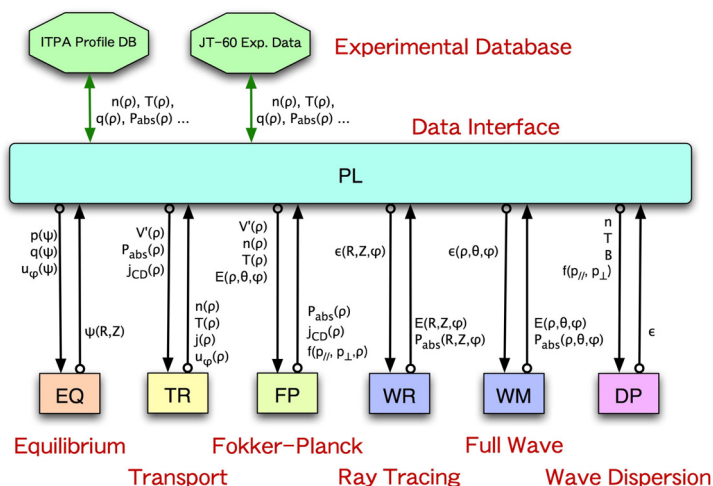 ITPA Profile DB
JT-60 Exp. Data
Experimental Database
n(ρ), T(ρ),
q(ρ), Pabs(ρ) ...
n(ρ), T(ρ),
q(ρ), Pabs(ρ) ...
Data Interface
PL
p(ψ)
q(ψ)
uφ(ψ)
ψ(R,Z)
V'(ρ)
Pabs(ρ)
jCD(ρ)
n(ρ)
T(ρ)
j(ρ)
uφ(ρ)
V'(ρ)
n(ρ)
T(ρ)
E(ρ,θ,φ)
Pabs(ρ)
jCD(ρ)
f(p//, p⊥,ρ)
ϵ(R,Z,φ)
E(R,Z,φ)
Pabs(R,Z,φ)
ϵ(ρ,θ,φ)
E(ρ,θ,φ)
Pabs(ρ,θ,φ)
n
T
B
f(p//, p⊥)
ϵ
EQ
TR
FP
WR
WM
DP
Equilibrium
Fokker-Planck
Full Wave
Transport
Ray Tracing
Wave Dispersion